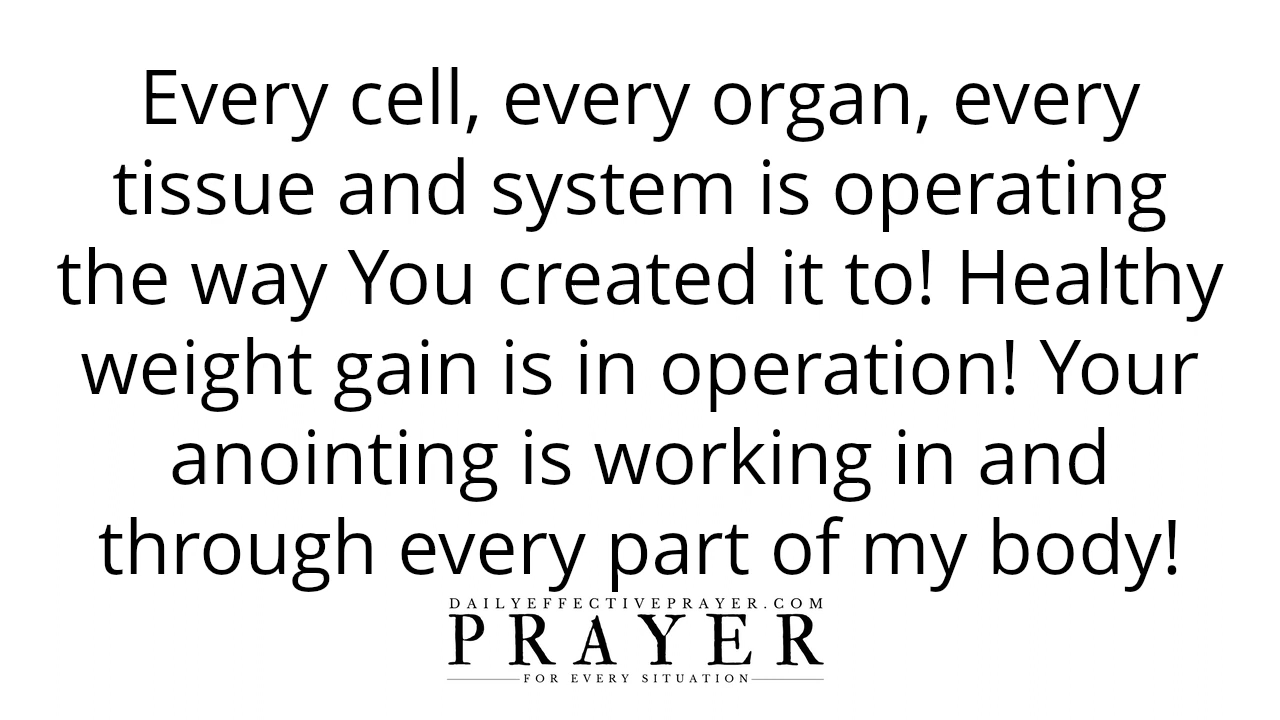 Every cell, every organ, every
tissue and system is operating
the way You created it to! Healthy
weight gain is in operation! Your
anointing is working in and
through every part of my body!
DAILYEFFECTIVEPRAYER.COM
PRAYER
FOR EVERY SITUATION